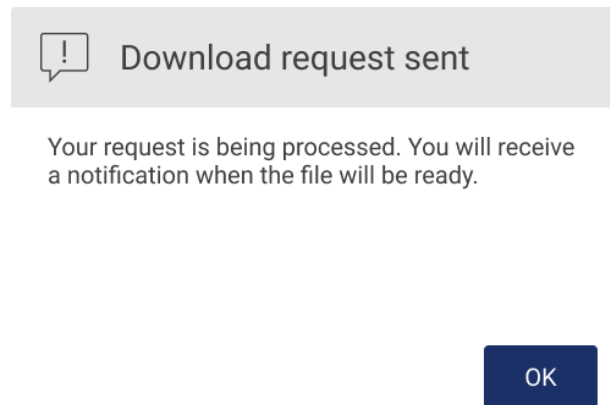 Download request sent
Your request is being processed. You will receive
a notification when the file will be ready.
OK